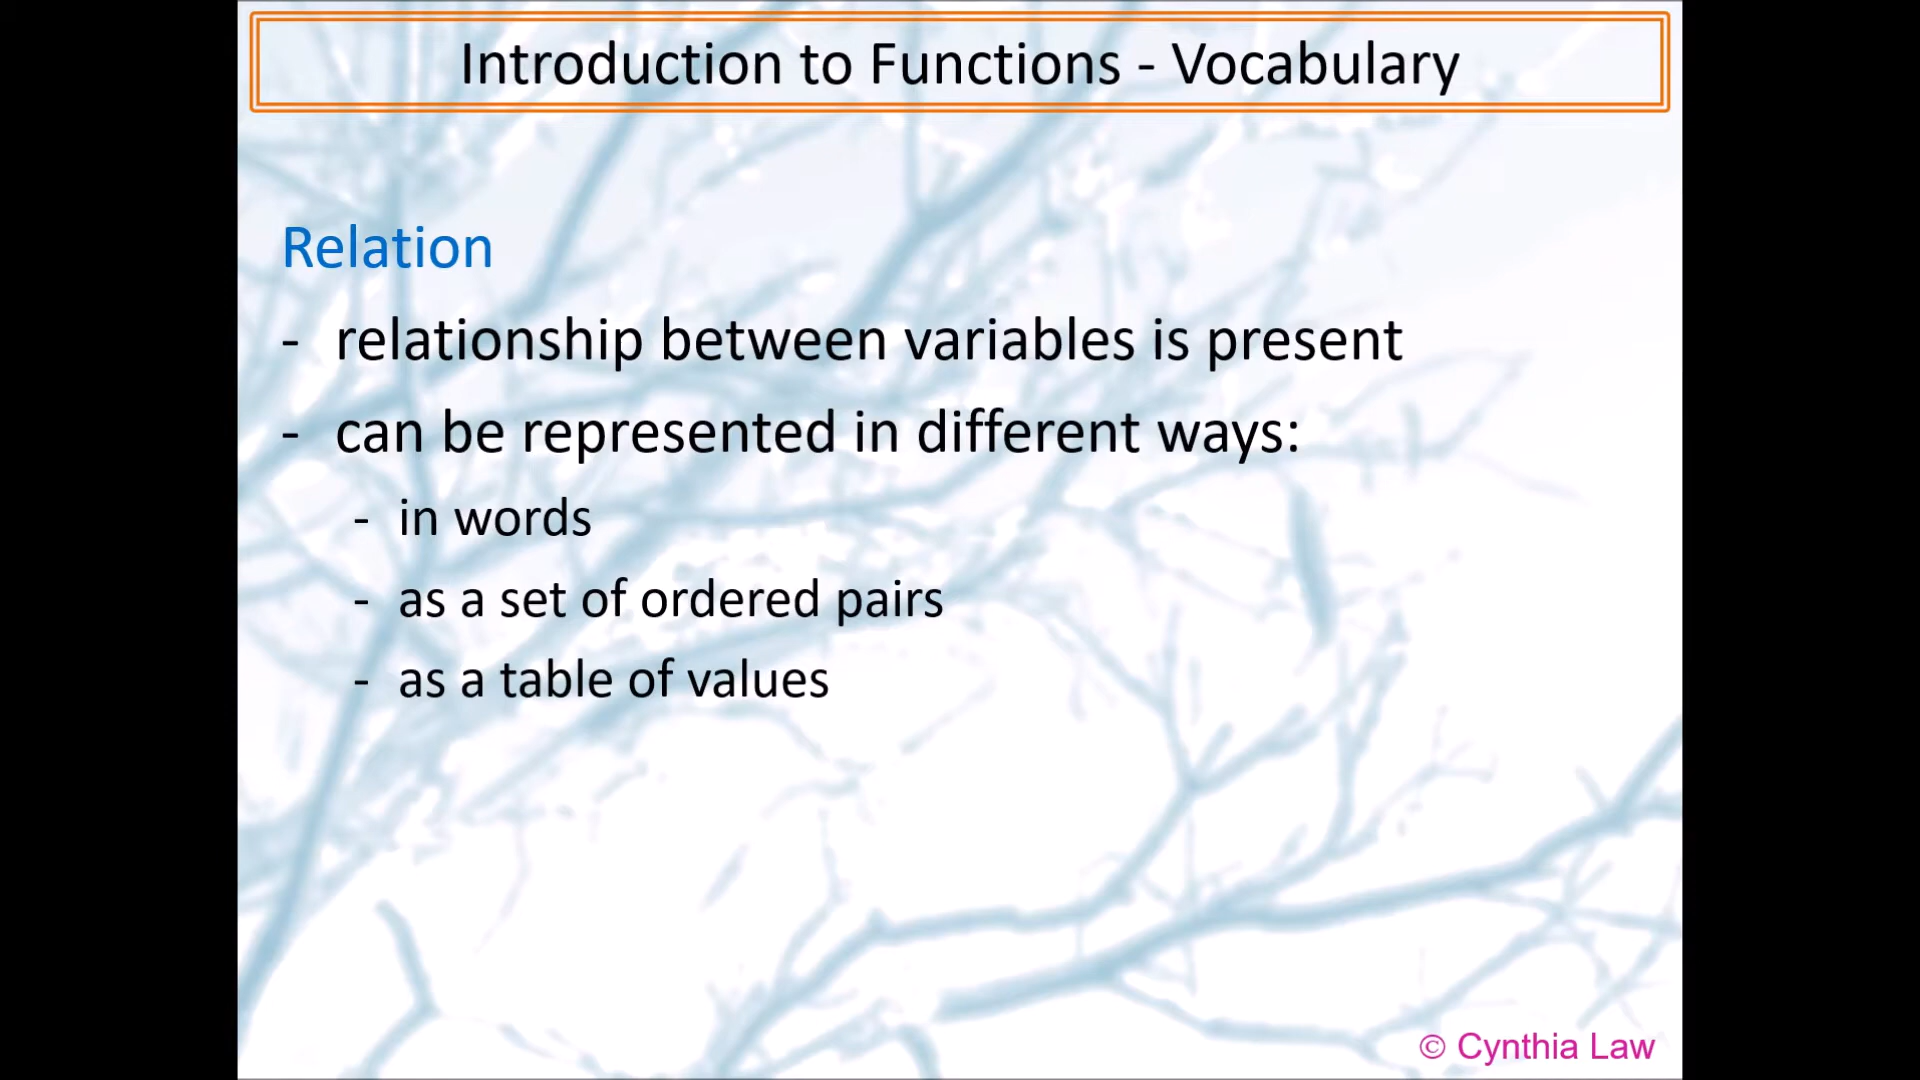 Introduction to Functions - Vocabulary
Relation
- relationship between variables is present
- can be represented in different ways:
- in words
- as a set of ordered pairs
- as a table of values
© Cynthia Law